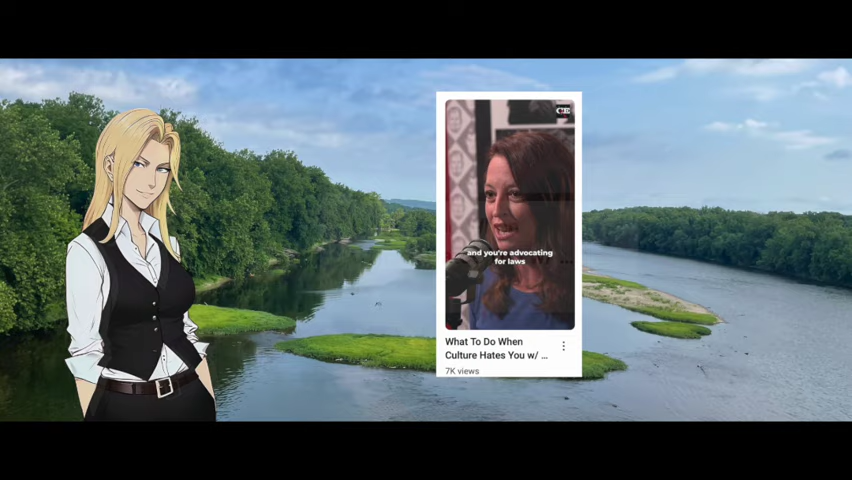 and you're advocating
for laws
What To Do When
Culture Hates You w/ ...
7K views